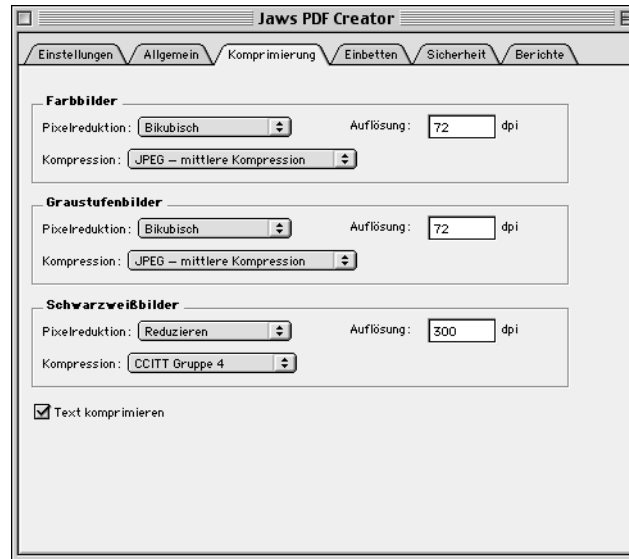 Jaws PDF Creator
Einstellungen Allgemein Komprimierung Einbetten Sicherheit Berichte
Farbbilder
Pixelreduktion: Bikubisch Auflösung: 72 dpi
Kompression: JPEG – mittlere Kompression
Graustufenbilder
Pixelreduktion: Bikubisch Auflösung: 72 dpi
Kompression: JPEG – mittlere Kompression
Schwarzweißbilder
Pixelreduktion: Reduzieren Auflösung: 300 dpi
Kompression: CCITT Gruppe 4
Text komprimieren